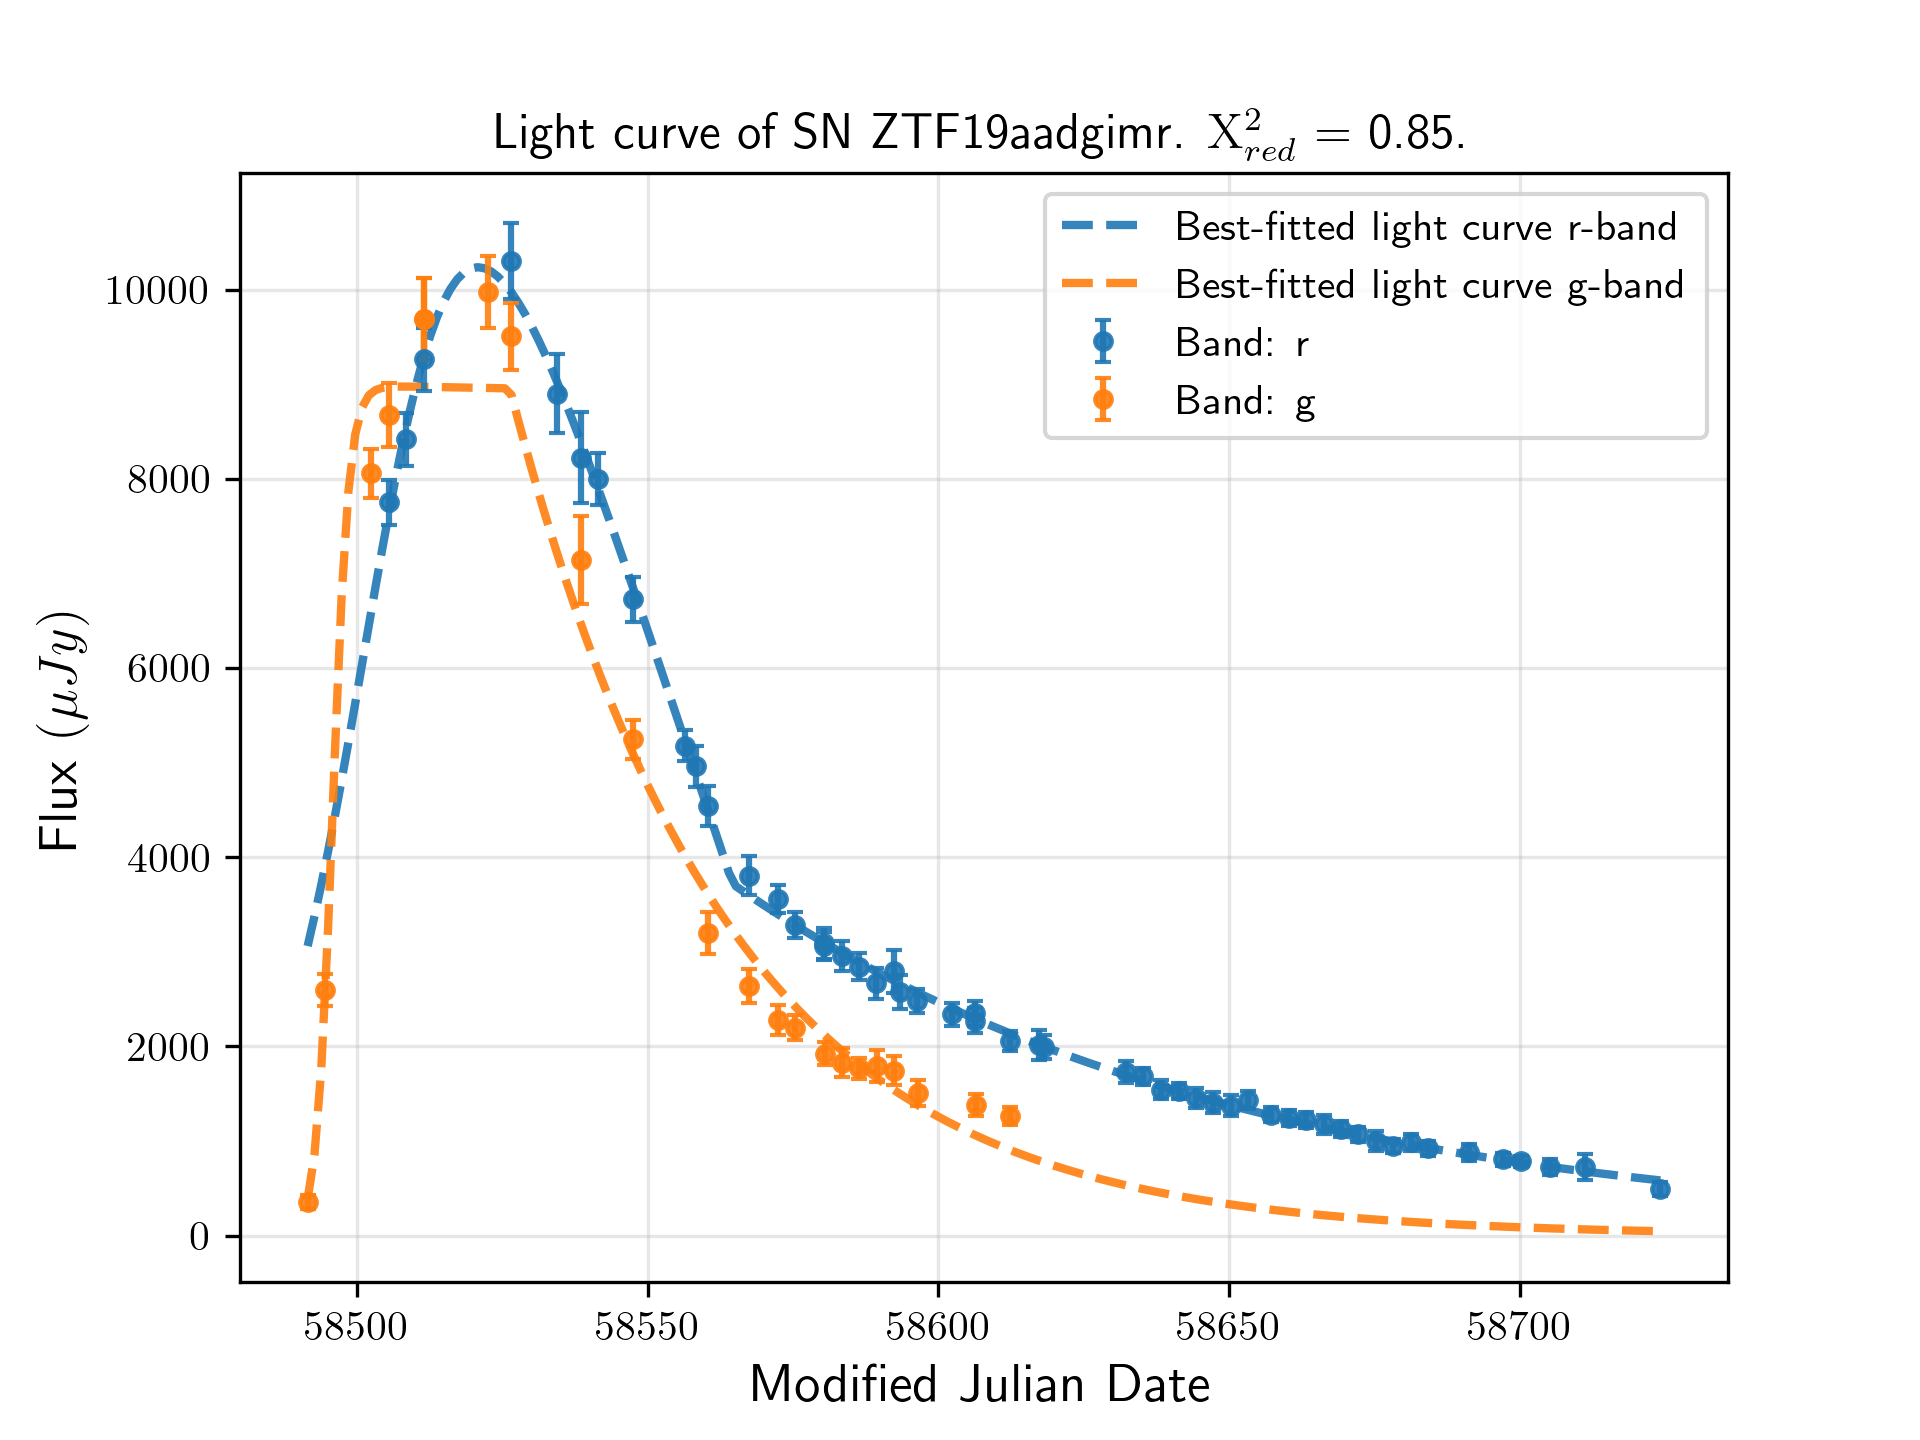 Light curve of SN ZTF19aadgimr. X²red = 0.85.
Best-fitted light curve r-band
Best-fitted light curve g-band
Band: r
Band: g
Flux (μJy)
10000
8000
6000
4000
2000
0
58500 58550 58600 58650 58700
Modified Julian Date